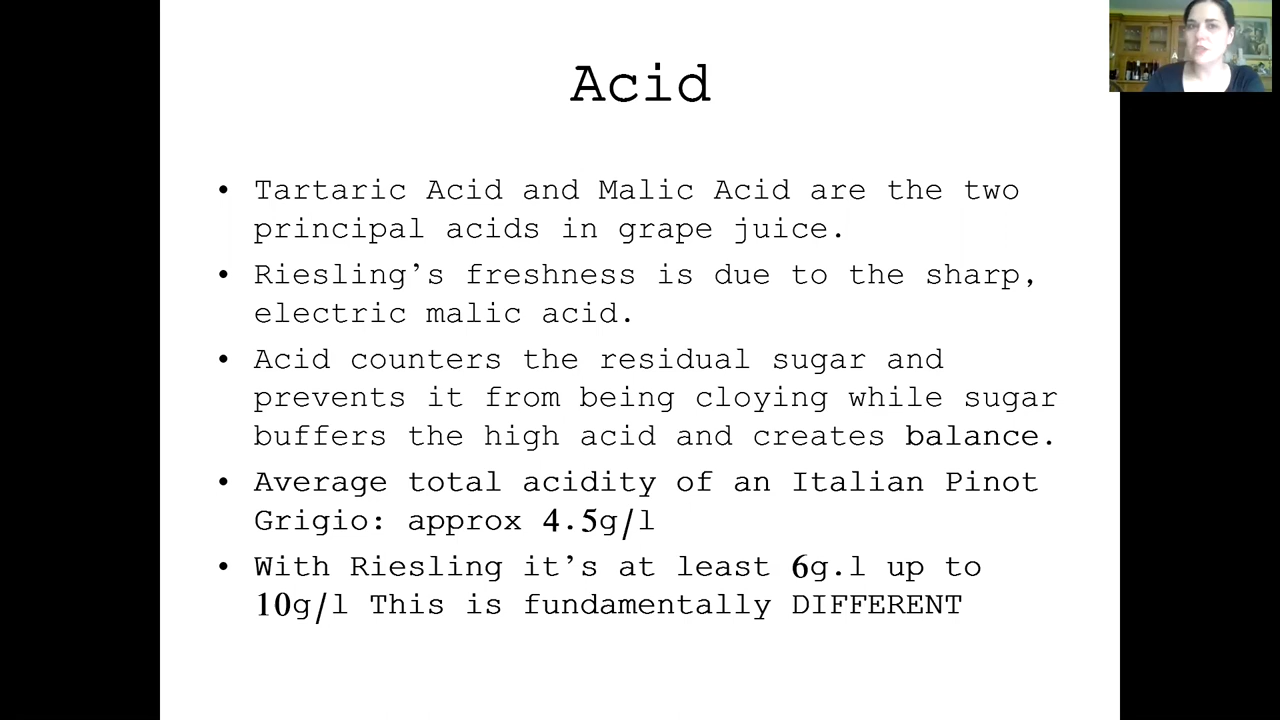 Acid
• Tartaric Acid and Malic Acid are the two
principal acids in grape juice.
• Riesling’s freshness is due to the sharp,
electric malic acid.
• Acid counters the residual sugar and
prevents it from being cloying while sugar
buffers the high acid and creates balance.
• Average total acidity of an Italian Pinot
Grigio: approx 4.5g/l
• With Riesling it’s at least 6g.l up to
10g/l This is fundamentally DIFFERENT